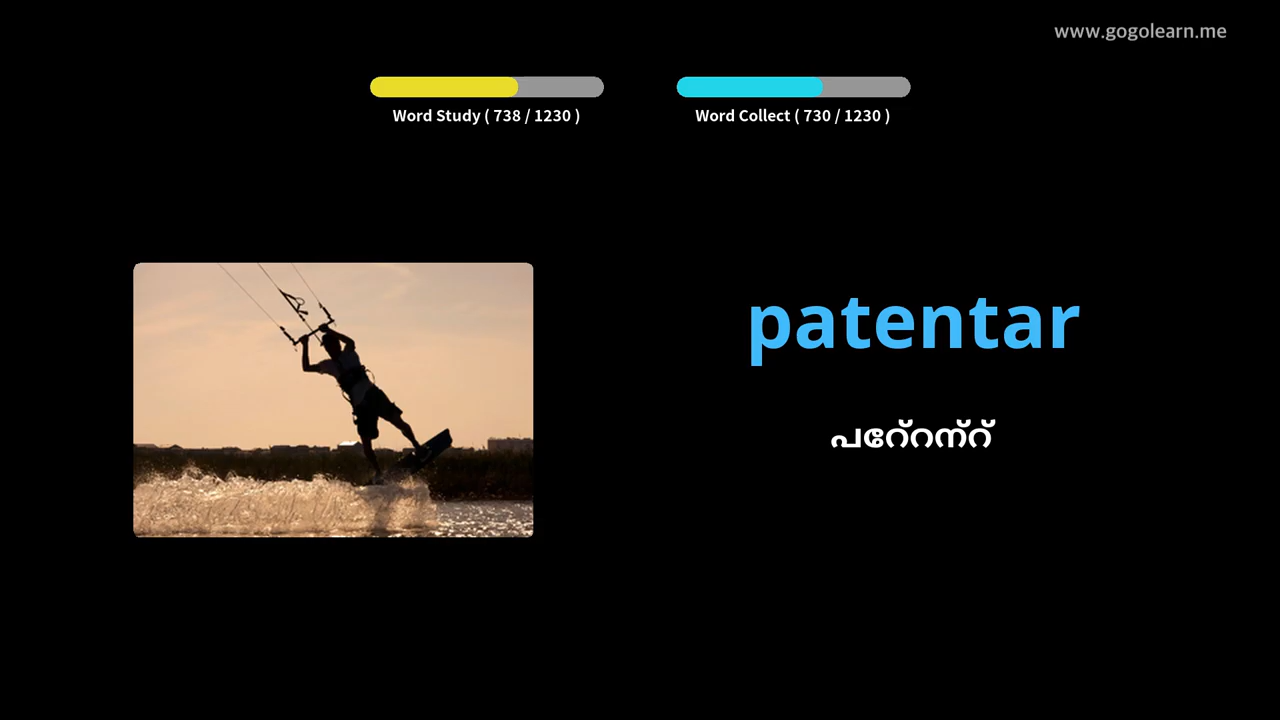 www.gogolearn.me
Word Study ( 738 / 1230 )
Word Collect ( 730 / 1230 )
patentar
പറ്റേന്റ്